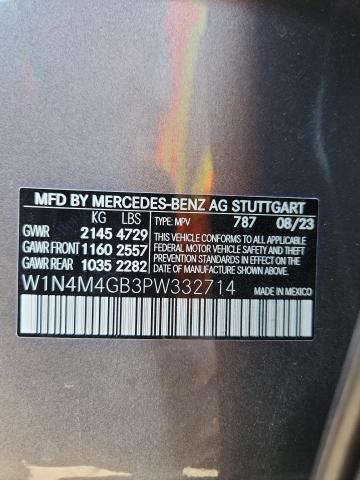 MFD BY MERCEDES-BENZ AG STUTTGART
KG LBS TYPE: MPV 787 08/23
GVWR 2145 4729
GAWR FRONT 1160 2557
GAWR REAR 1035 2282
THIS VEHICLE CONFORMS TO ALL APPLICABLE
FEDERAL MOTOR VEHICLE SAFETY, BUMPER, AND
THEFT PREVENTION STANDARDS IN EFFECT ON
THE DATE OF MANUFACTURE SHOWN ABOVE.
W1N4M4GB3PW332714
MADE IN MEXICO